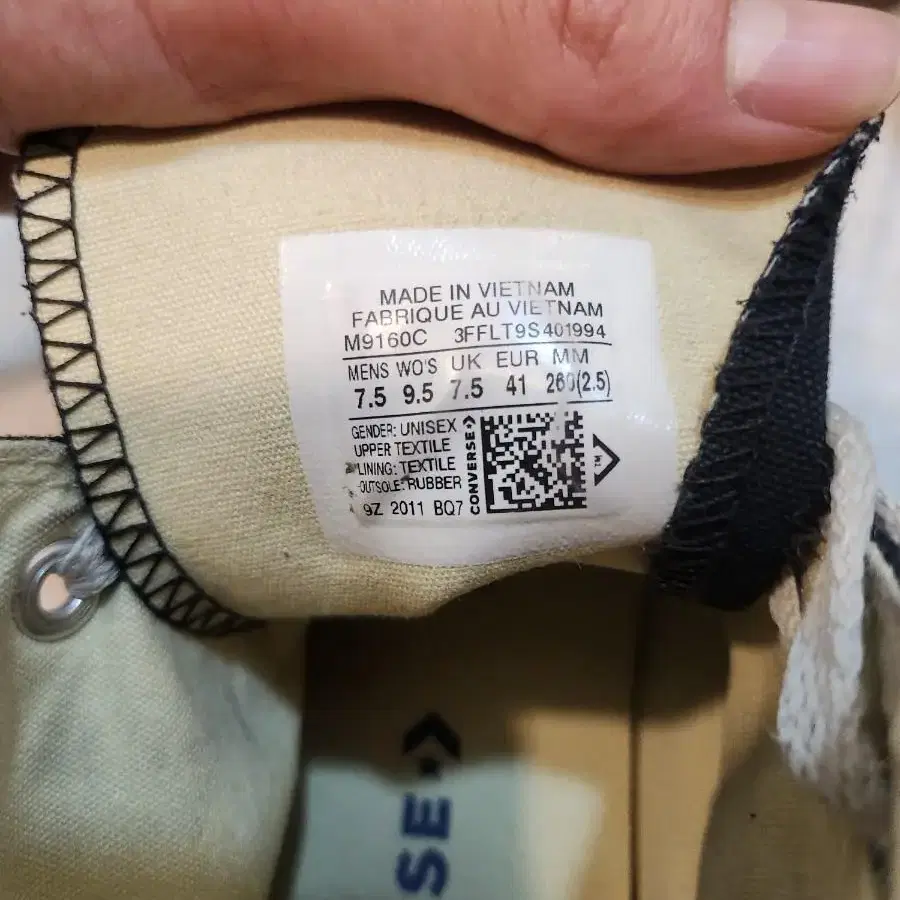 MADE IN VIETNAM
FABRIQUE AU VIETNAM
M9160C 3FFLT9S401994
MENS WO'S UK EUR MM
7.5 9.5 7.5 41 260(2.5)
GENDER: UNISEX
UPPER TEXTILE
LINING: TEXTILE
OUTSOLE: RUBBER
9Z 2011 BQ7
CONVERSE
TM
SE